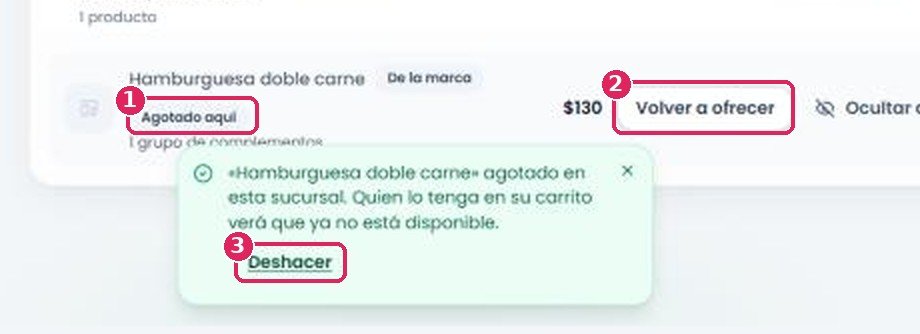 1 producta
Hamburguesa doble carne De la marca
1 Agotado aquí
$130 2 Volver a ofrecer Ocultar
1 grupo de complementos
«Hamburguesa doble carne» agotado en
esta sucursal. Quien lo tenga en su carrito
verá que ya no está disponible.
3 Deshacer